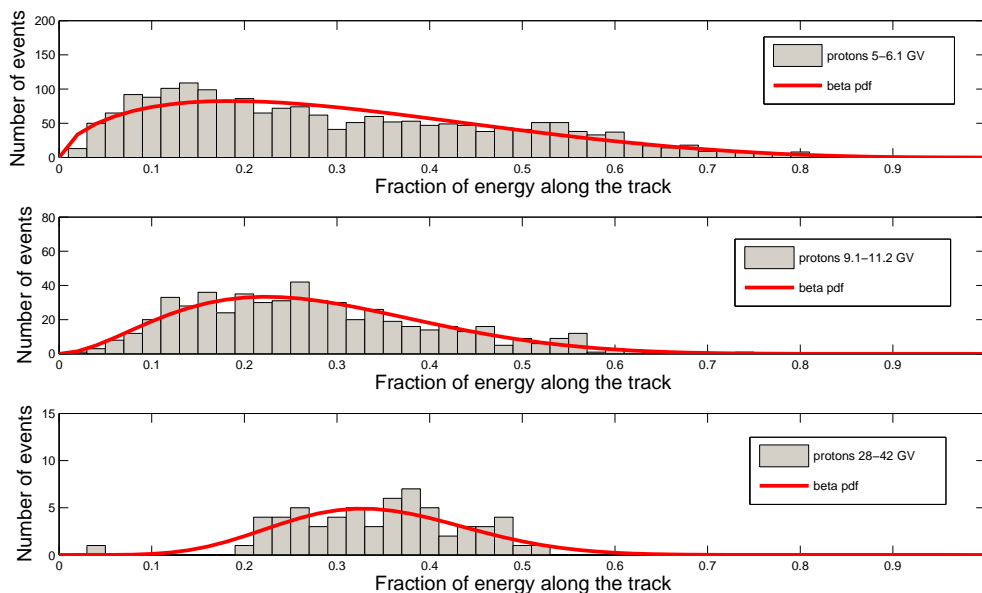 200
150
100
50
0
Number of events
protons 5–6.1 GV
beta pdf
0 0.1 0.2 0.3 0.4 0.5 0.6 0.7 0.8 0.9
Fraction of energy along the track
80
60
40
20
0
Number of events
protons 9.1–11.2 GV
beta pdf
0 0.1 0.2 0.3 0.4 0.5 0.6 0.7 0.8 0.9
Fraction of energy along the track
15
10
5
0
Number of events
protons 28–42 GV
beta pdf
0 0.1 0.2 0.3 0.4 0.5 0.6 0.7 0.8 0.9
Fraction of energy along the track